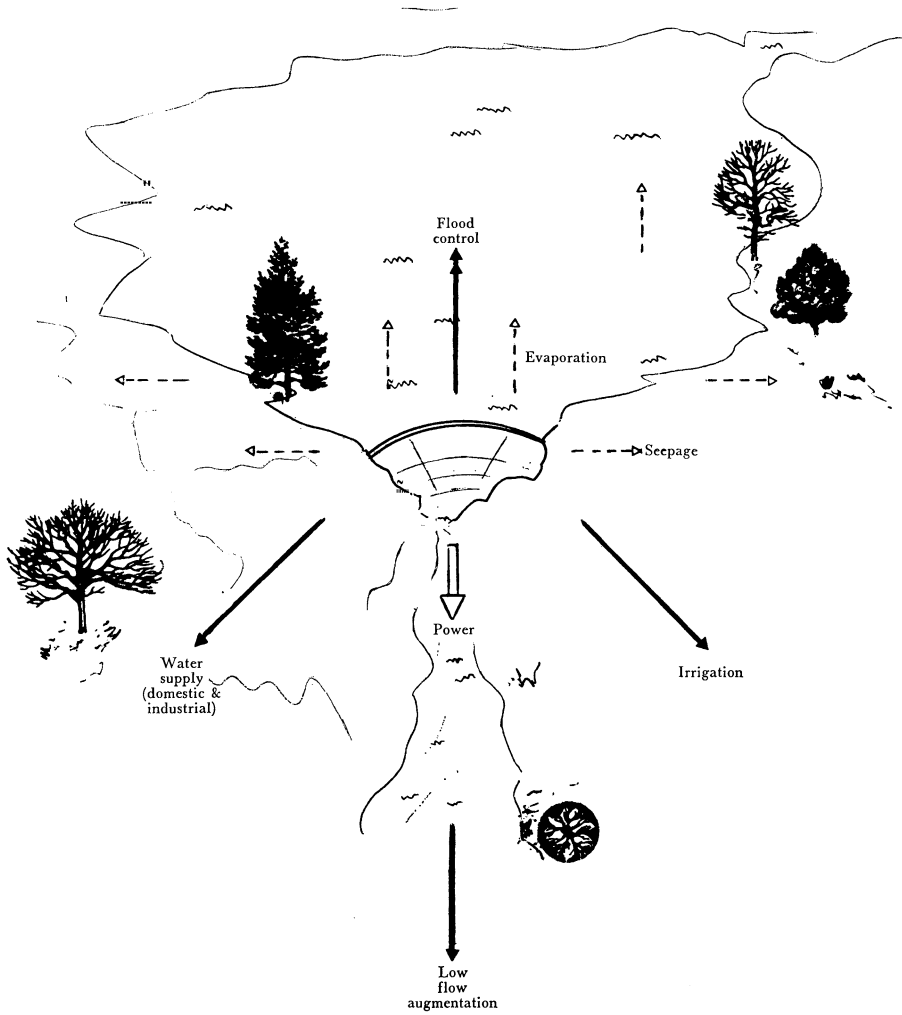 Flood
control
Evaporation
Seepage
Power
Water
supply
(domestic &
industrial)
Irrigation
Low
flow
augmentation